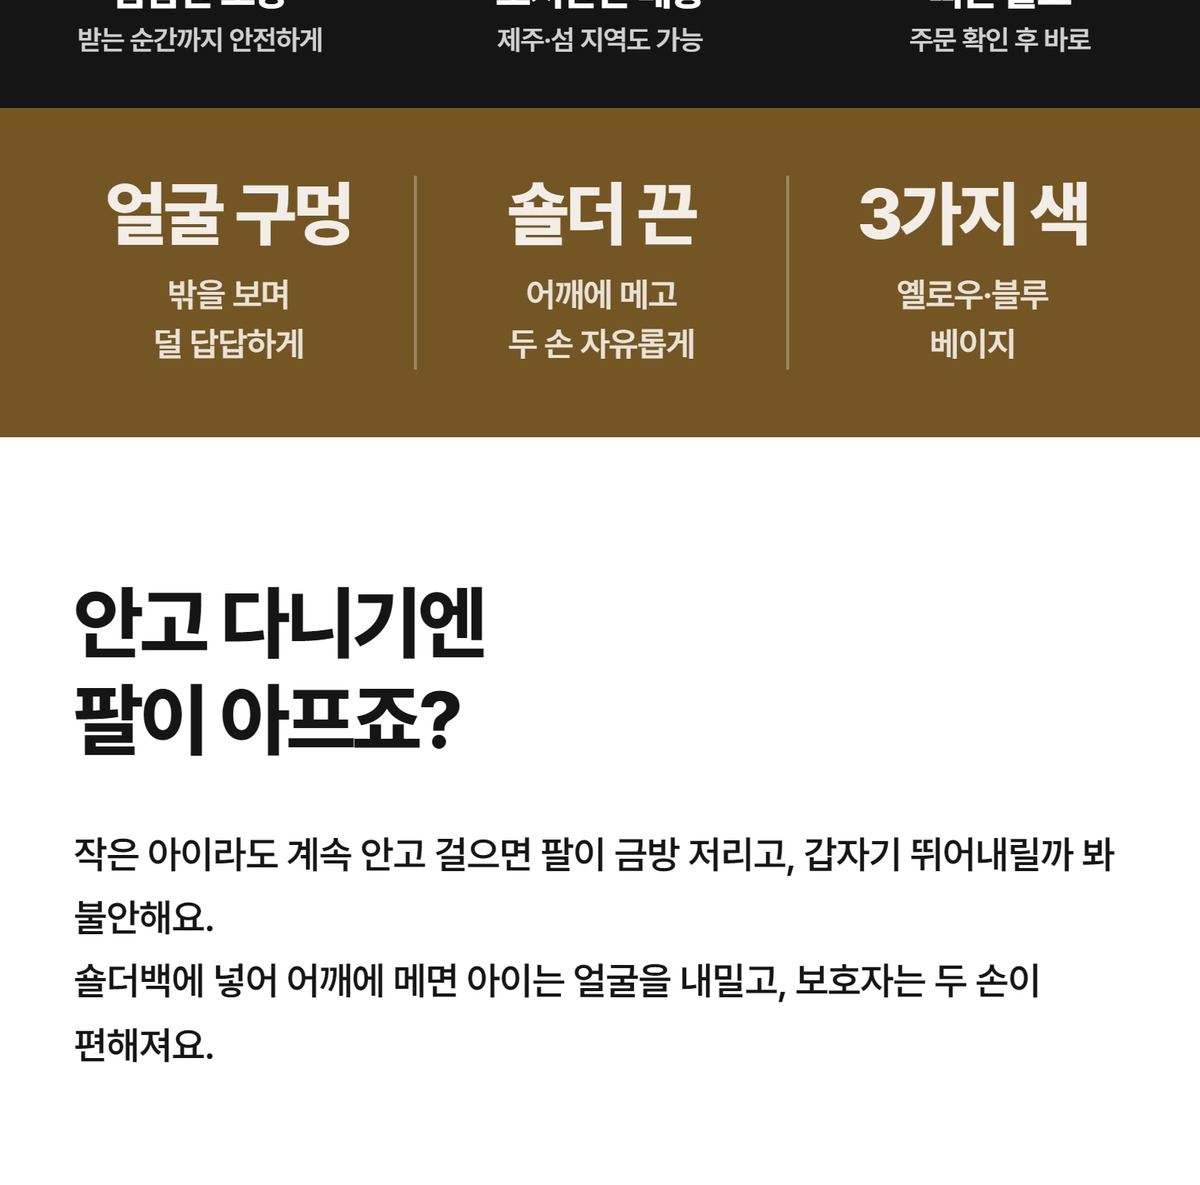 받는 순간까지 안전하게
제주·섬 지역도 가능
주문 확인 후 바로
얼굴 구멍
밖을 보며
덜 답답하게
숄더 끈
어깨에 메고
두 손 자유롭게
3가지 색
옐로우·블루
베이지
안고 다니기엔
팔이 아프죠?
작은 아이라도 계속 안고 걸으면 팔이 금방 저리고, 갑자기 뛰어내릴까 봐
불안해요.
숄더백에 넣어 어깨에 메면 아이는 얼굴을 내밀고, 보호자는 두 손이
편해져요.